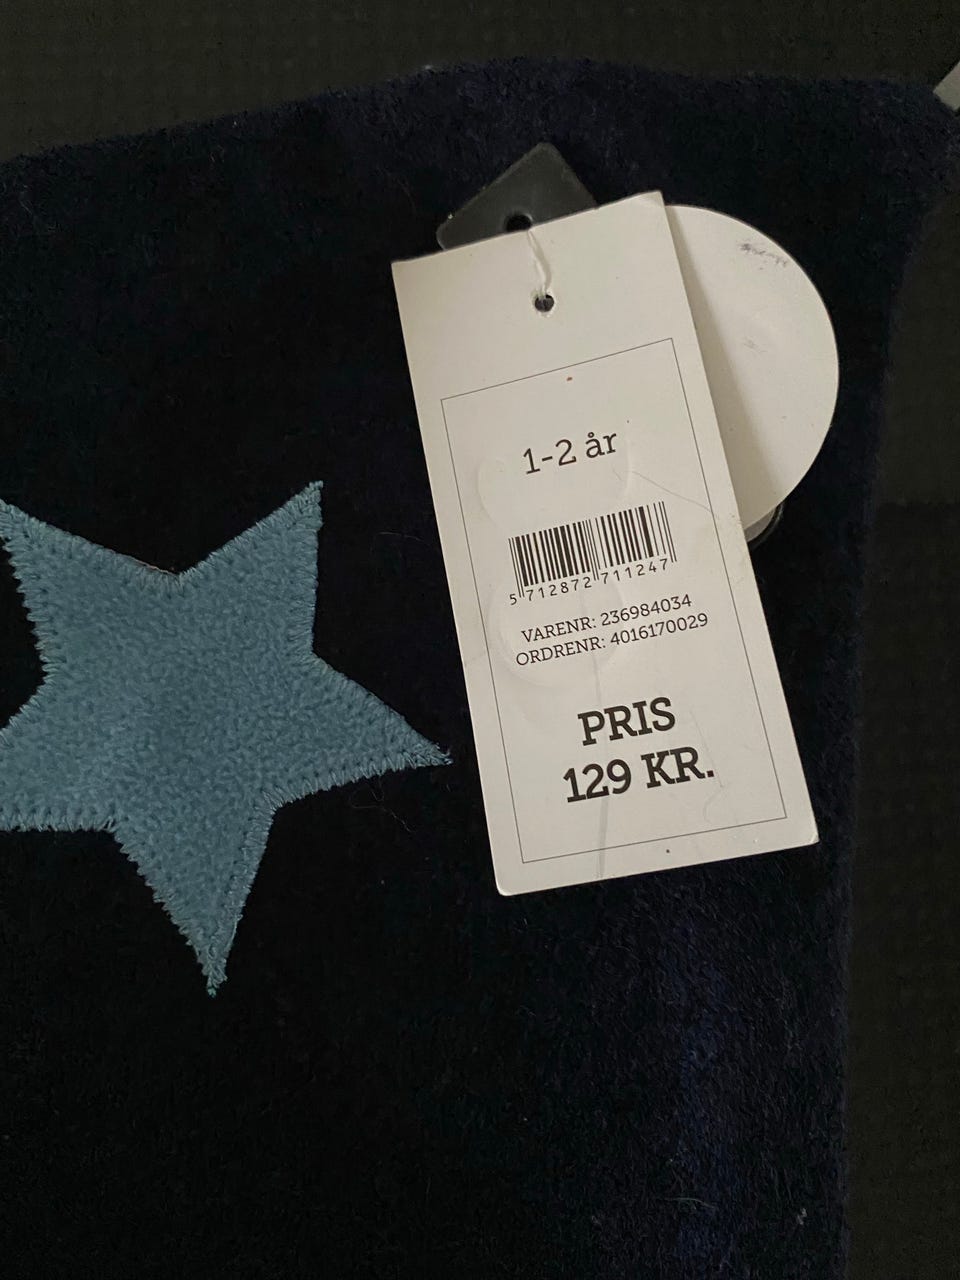 1-2 år
5 712872 711247
VARENR: 236984034
ORDRENR: 4016170029
PRIS
129 KR.